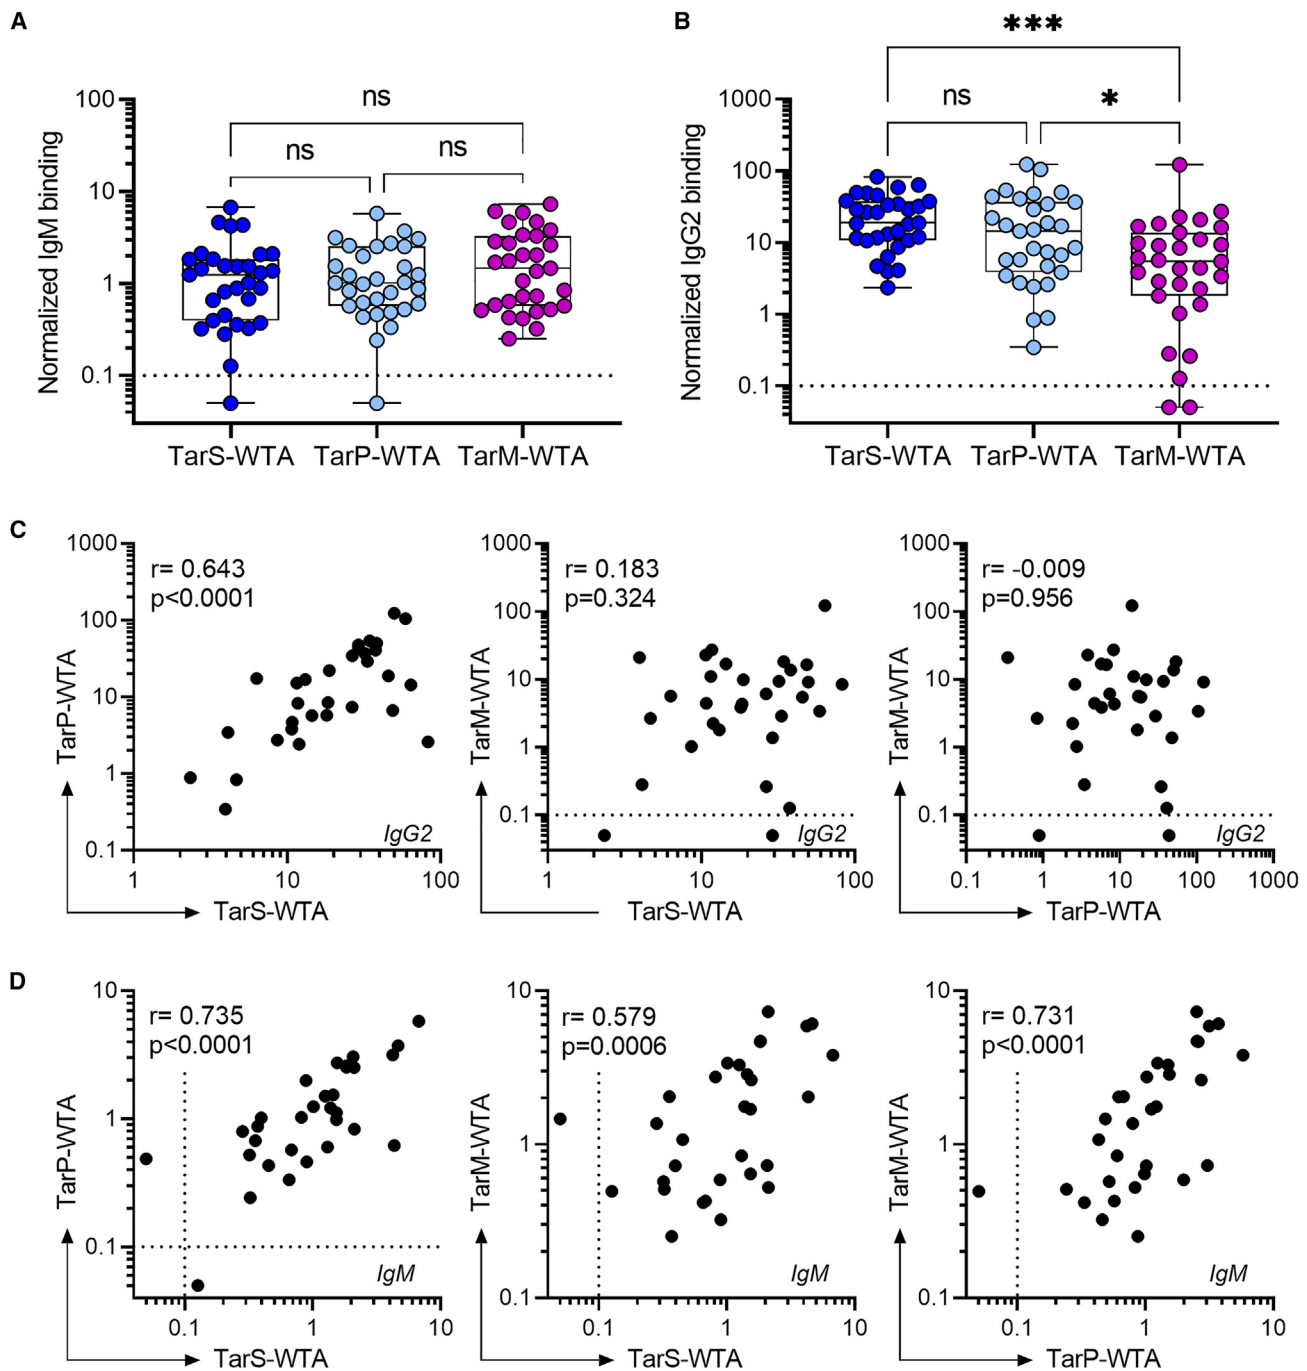 A
Normalized IgM binding
100
10
1
0.1
ns
ns
ns
TarS-WTA
TarP-WTA
TarM-WTA
B
Normalized IgG2 binding
1000
100
10
1
0.1
***
ns
*
TarS-WTA
TarP-WTA
TarM-WTA
C
TarP-WTA
1000
100
10
1
0.1
r= 0.643
p<0.0001
IgG2
1
10
100
TarS-WTA
TarM-WTA
1000
100
10
1
0.1
r= 0.183
p=0.324
IgG2
1
10
100
TarS-WTA
TarM-WTA
1000
100
10
1
0.1
r= -0.009
p=0.956
IgG2
0.1
1
10
100
1000
TarP-WTA
D
TarP-WTA
10
1
0.1
r= 0.735
p<0.0001
IgM
0.1
1
10
TarS-WTA
TarM-WTA
10
1
0.1
r= 0.579
p=0.0006
IgM
0.1
1
10
TarS-WTA
TarM-WTA
10
1
0.1
r= 0.731
p<0.0001
IgM
0.1
1
10
TarP-WTA